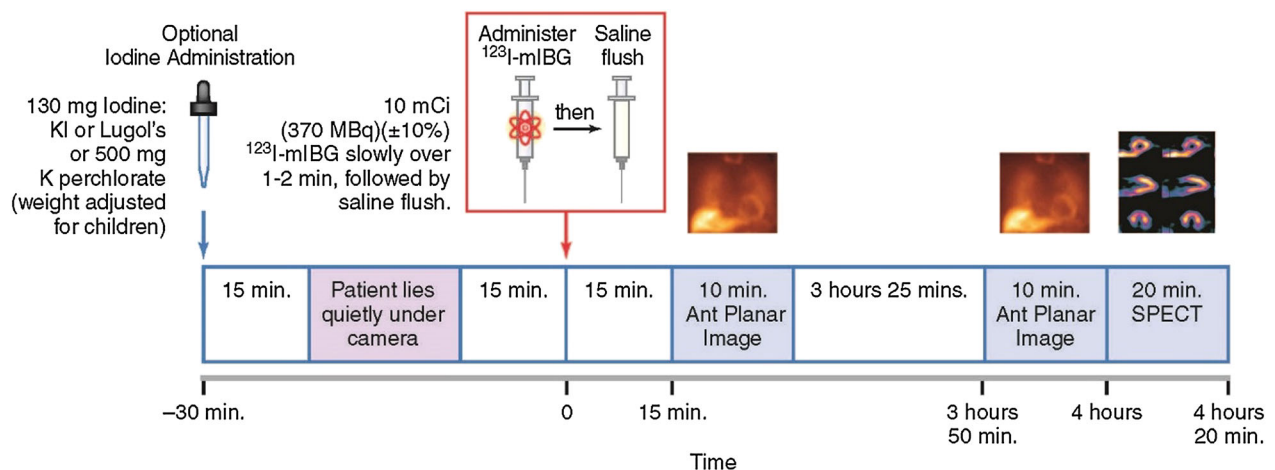 Optional
Iodine Administration
130 mg Iodine:
KI or Lugol's
or 500 mg
K perchlorate
(weight adjusted
for children)
10 mCi
(370 MBq)(±10%)
¹²³I-mIBG slowly over
1-2 min, followed by
saline flush.
Administer
¹²³I-mIBG
then
Saline
flush
15 min.
Patient lies
quietly under
camera
15 min.
15 min.
10 min.
Ant Planar
Image
3 hours 25 mins.
10 min.
Ant Planar
Image
20 min.
SPECT
–30 min.
0
15 min.
3 hours
50 min.
4 hours
4 hours
20 min.
Time